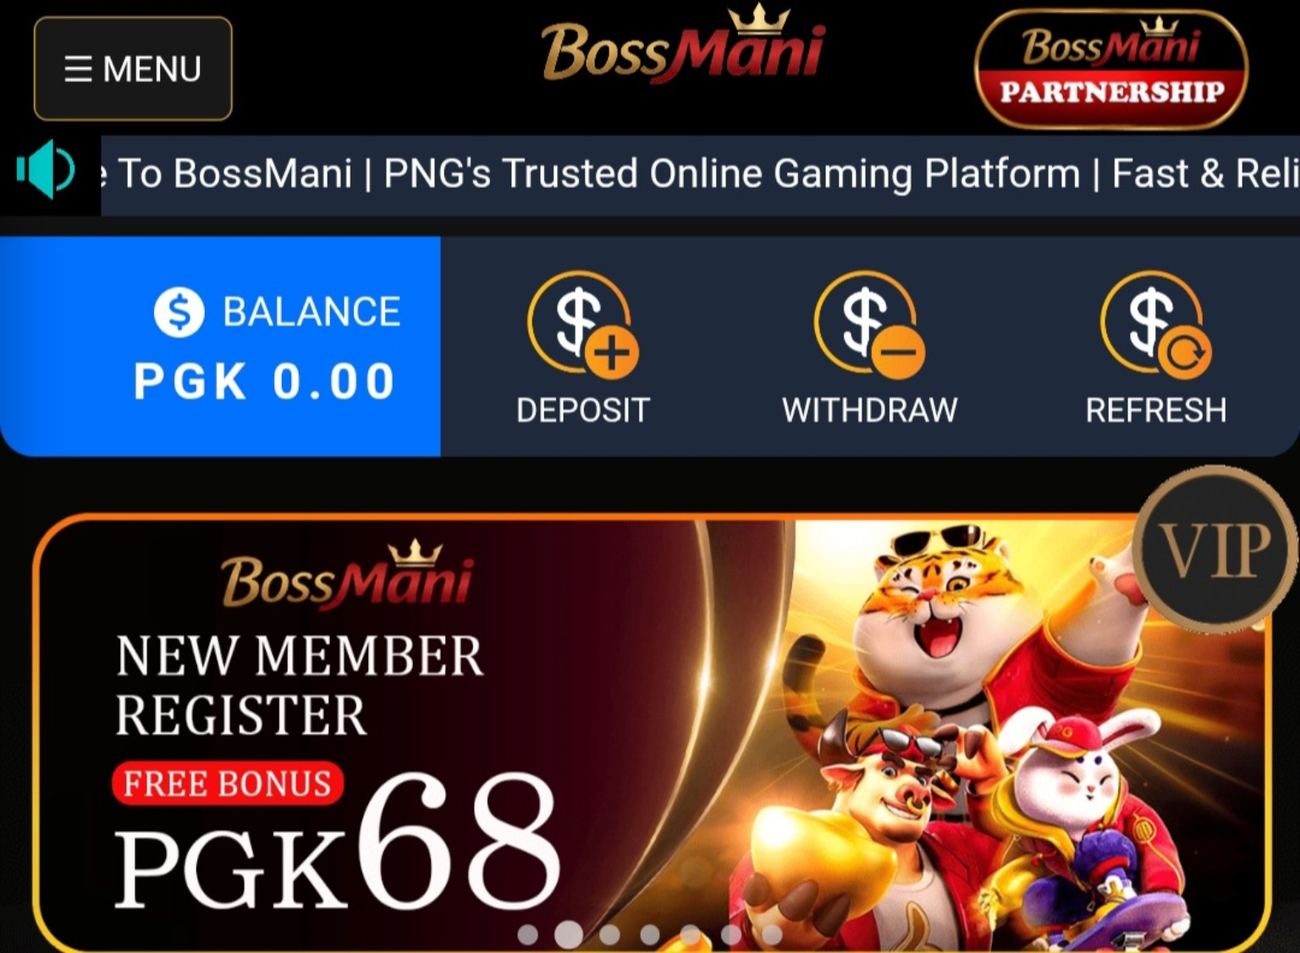 ☰ MENU
BossMani
BossMani
PARTNERSHIP
e To BossMani | PNG's Trusted Online Gaming Platform | Fast & Reli
BALANCE
PGK 0.00
DEPOSIT
WITHDRAW
REFRESH
VIP
BossMani
NEW MEMBER
REGISTER
FREE BONUS
PGK68